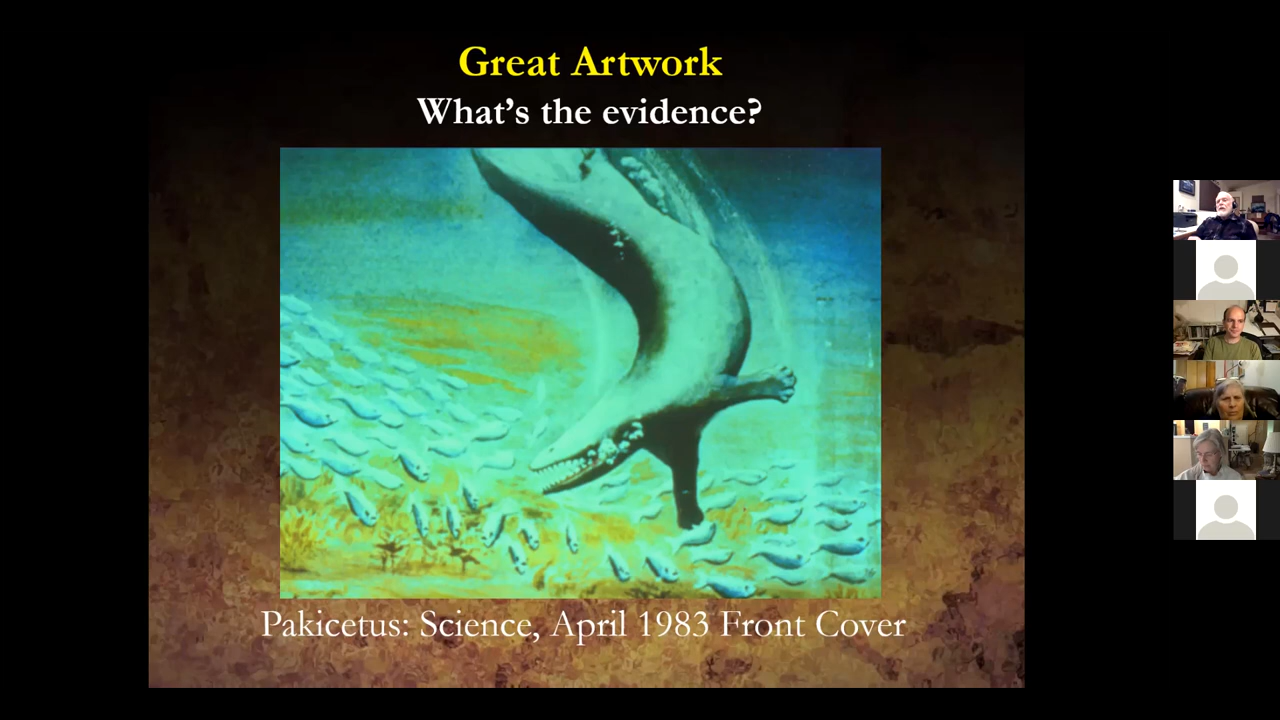 Great Artwork
What's the evidence?
Pakicetus: Science, April 1983 Front Cover